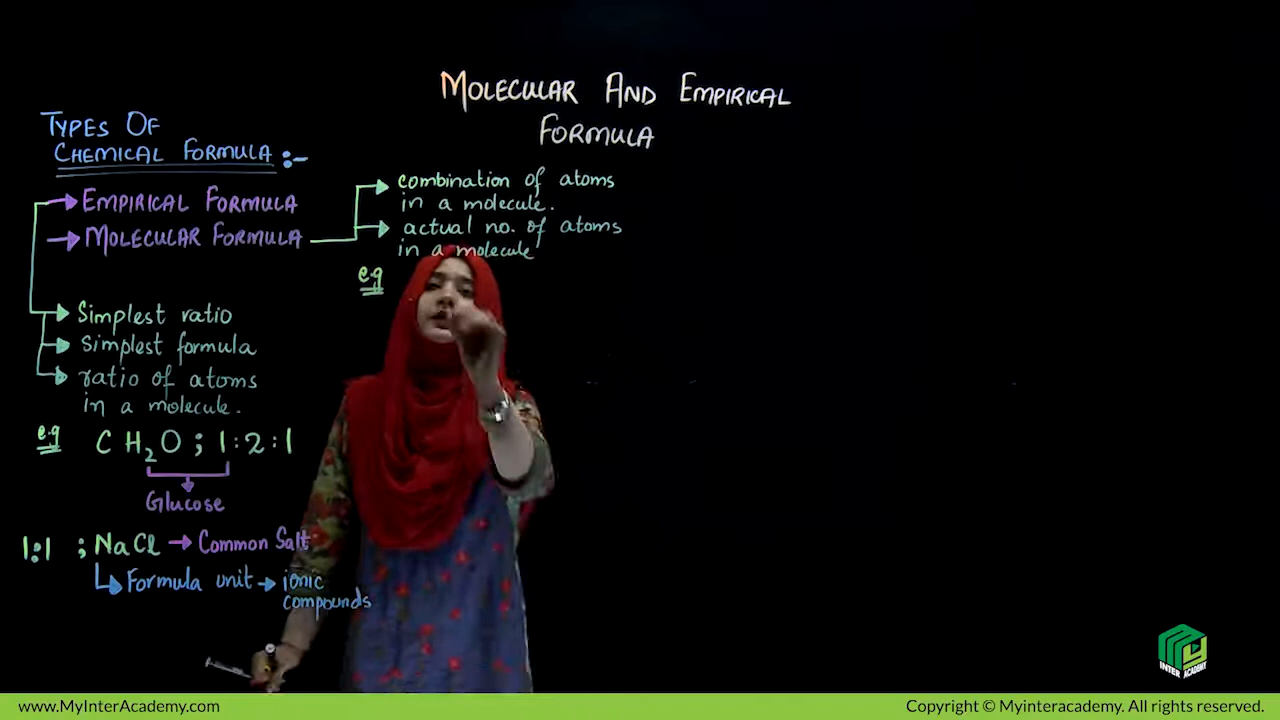 MOLECULAR AND EMPIRICAL
FORMULA
TYPES OF
CHEMICAL FORMULA :-
EMPIRICAL FORMULA
MOLECULAR FORMULA
Simplest ratio
Simplest formula
ratio of atoms
in a molecule.
e.g CH₂O ; 1:2:1
Glucose
1:1 ; NaCl → Common Salt
Formula unit → ionic
compounds
combination of atoms
in a molecule.
actual no. of atoms
in a molecule
e.g
INTER ACADEMY
www.MyInterAcademy.com
Copyright © Myinteracademy. All rights reserved.